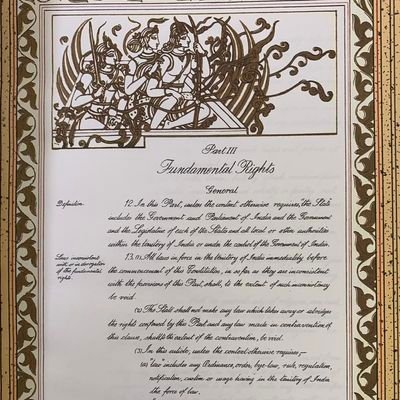 Part III
Fundamental Rights
General
Definition.
12. In this Part, unless the context otherwise requires, "the State"
includes the Government and Parliament of India and the Government
and the Legislature of each of the States and all local or other authorities
within the territory of India or under the control of the Government of India.
Laws inconsistent
with or in derogation
of the fundamental
rights.
13. (1) All laws in force in the territory of India immediately before
the commencement of this Constitution, in so far as they are inconsistent
with the provisions of this Part, shall, to the extent of such inconsistency
be void.
(2) The State shall not make any law which takes away or abridges
the rights conferred by this Part and any law made in contravention of
this clause, shall, to the extent of the contravention, be void.
(3) In this article, unless the context otherwise requires,—
(a) "law" includes any Ordinance, order, bye-law, rule, regulation,
notification, custom or usage having in the territory of India
the force of law.